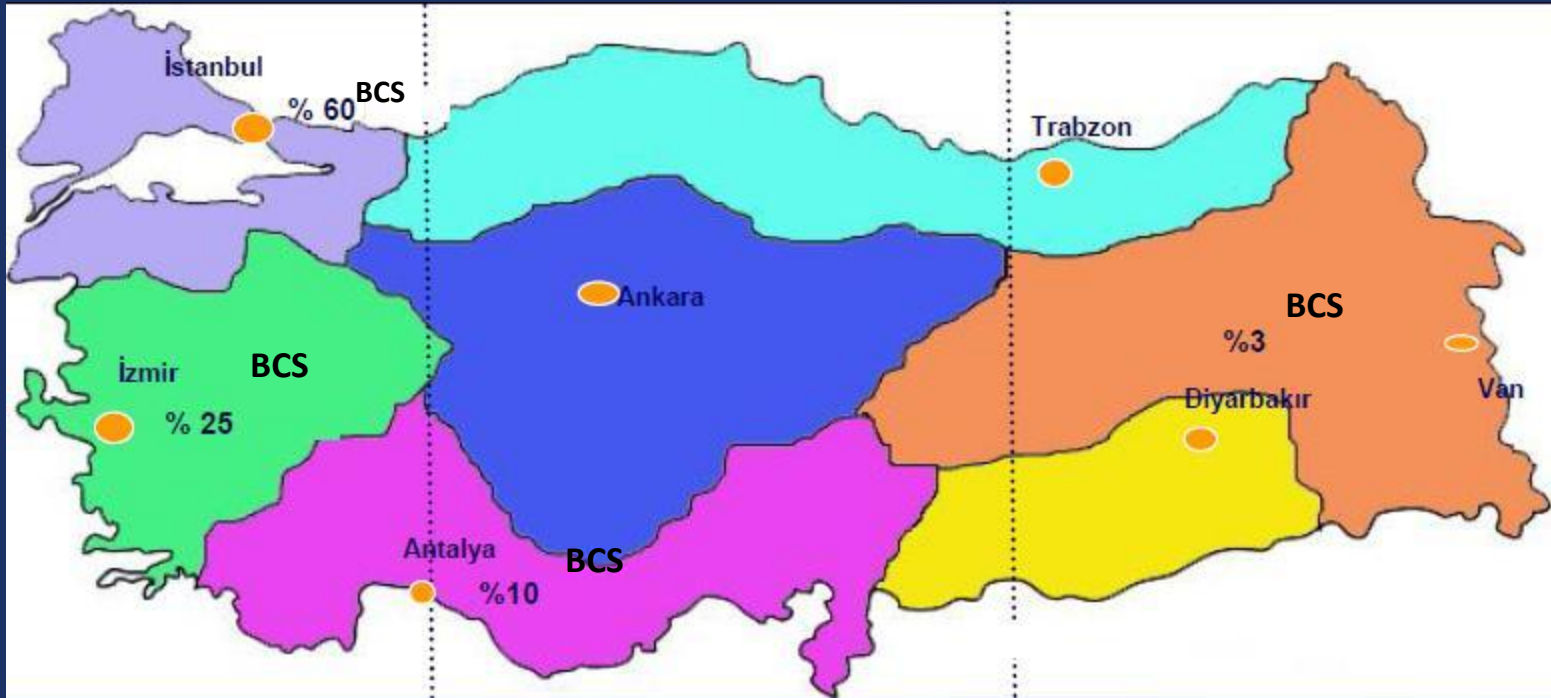 İstanbul
% 60 BCS
Trabzon
Ankara
BCS
%3
İzmir
BCS
% 25
Diyarbakır
Van
Antalya
BCS
%10